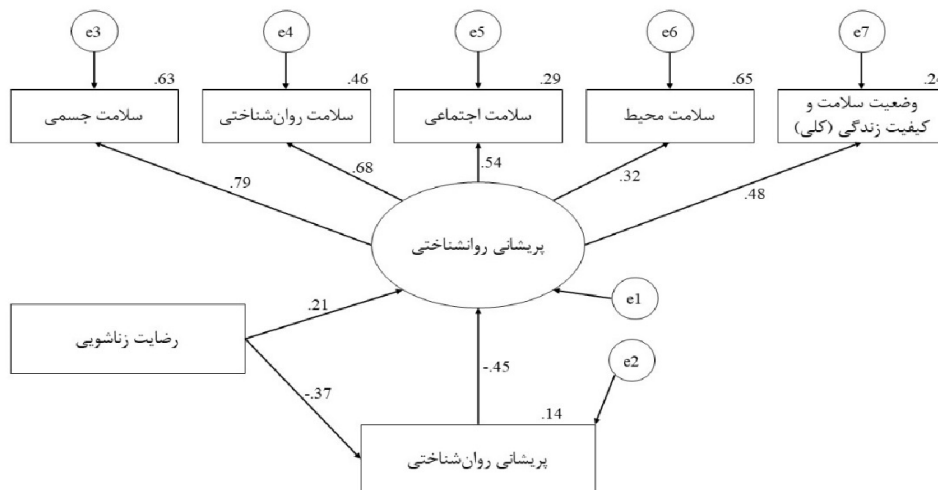 e3
e4
e5
e6
e7
.63
.46
.29
.65
سلامت جسمی
سلامت روان‌شناختی
سلامت اجتماعی
سلامت محیط
وضعیت سلامت و
کیفیت زندگی (کلی)
.79
.68
.54
.32
.48
پریشانی روانشناختی
رضایت زناشویی
.21
e1
-.37
-.45
e2
.14
پریشانی روان‌شناختی